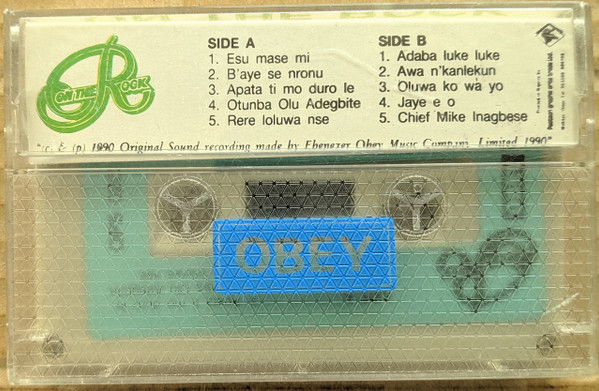 ON THE ROCK
ON THE ROCK
SIDE A
1. Esu mase mi
2. B'aye se nronu
3. Apata ti mo duro le
4. Otunba Olu Adegbite
5. Rere loluwa nse
SIDE B
1. Adaba luke luke
2. Awa n'kanlekun
3. Oluwa ko wa yo
4. Jaye e o
5. Chief Mike Inagbese
"(c & (p) 1990 Original Sound recording made by Ebenezer Obey Music Company Limited 1990"
OBEY